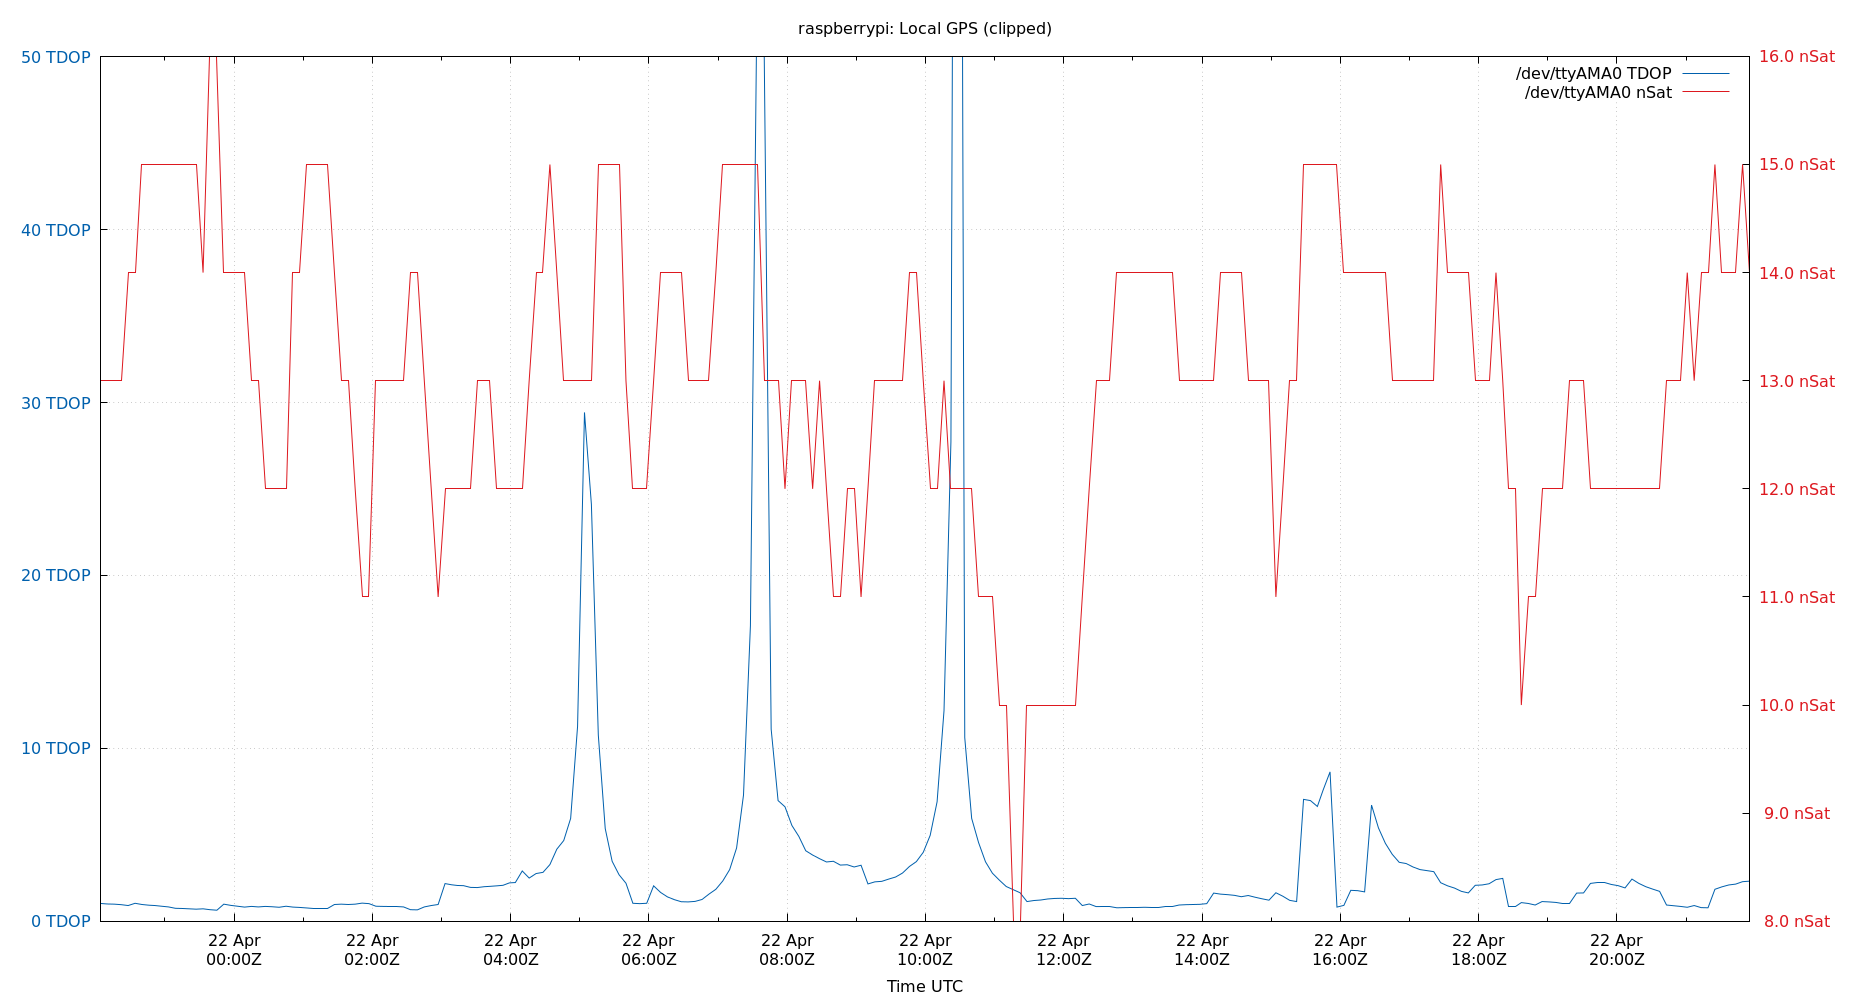 raspberrypi: Local GPS (clipped)
50 TDOP
40 TDOP
30 TDOP
20 TDOP
10 TDOP
0 TDOP
16.0 nSat
15.0 nSat
14.0 nSat
13.0 nSat
12.0 nSat
11.0 nSat
10.0 nSat
9.0 nSat
8.0 nSat
/dev/ttyAMA0 TDOP
/dev/ttyAMA0 nSat
22 Apr
00:00Z
22 Apr
02:00Z
22 Apr
04:00Z
22 Apr
06:00Z
22 Apr
08:00Z
22 Apr
10:00Z
22 Apr
12:00Z
22 Apr
14:00Z
22 Apr
16:00Z
22 Apr
18:00Z
22 Apr
20:00Z
Time UTC